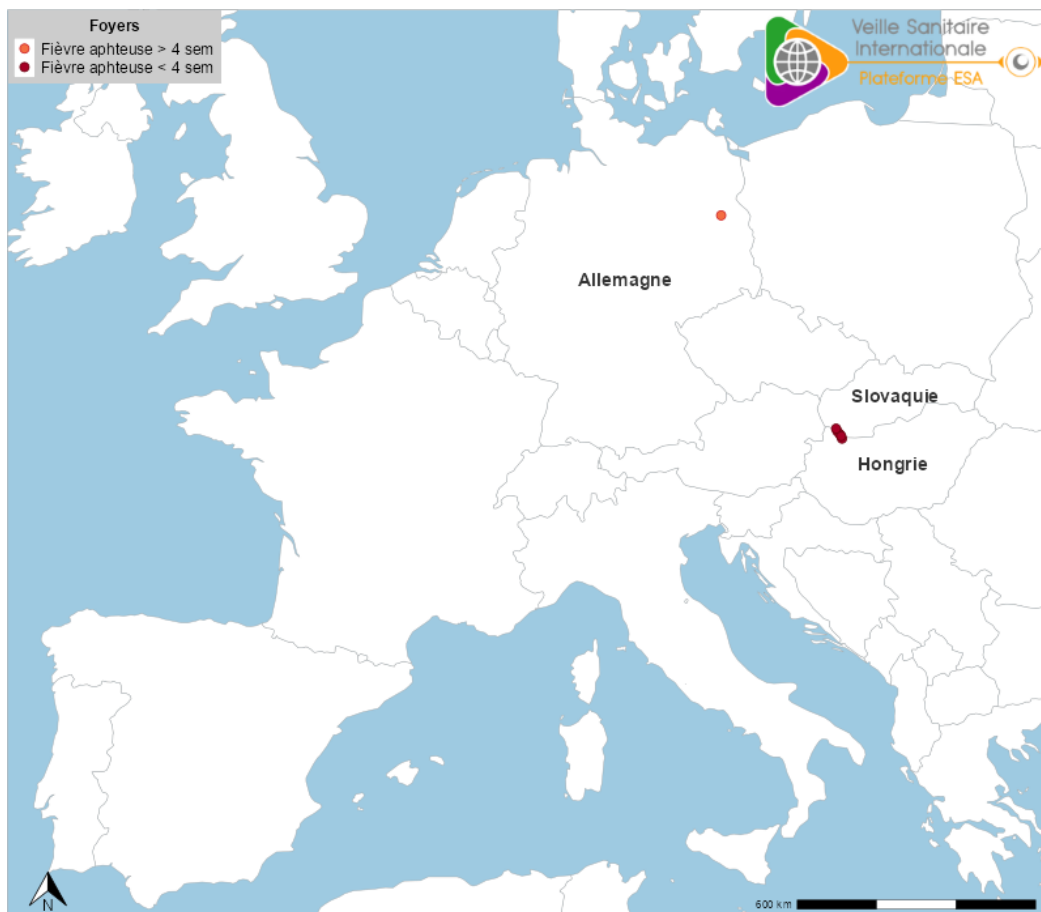 Foyers
Fièvre aphteuse > 4 sem
Fièvre aphteuse < 4 sem
Veille Sanitaire
Internationale
Plateforme ESA
Allemagne
Slovaquie
Hongrie
N
600 km